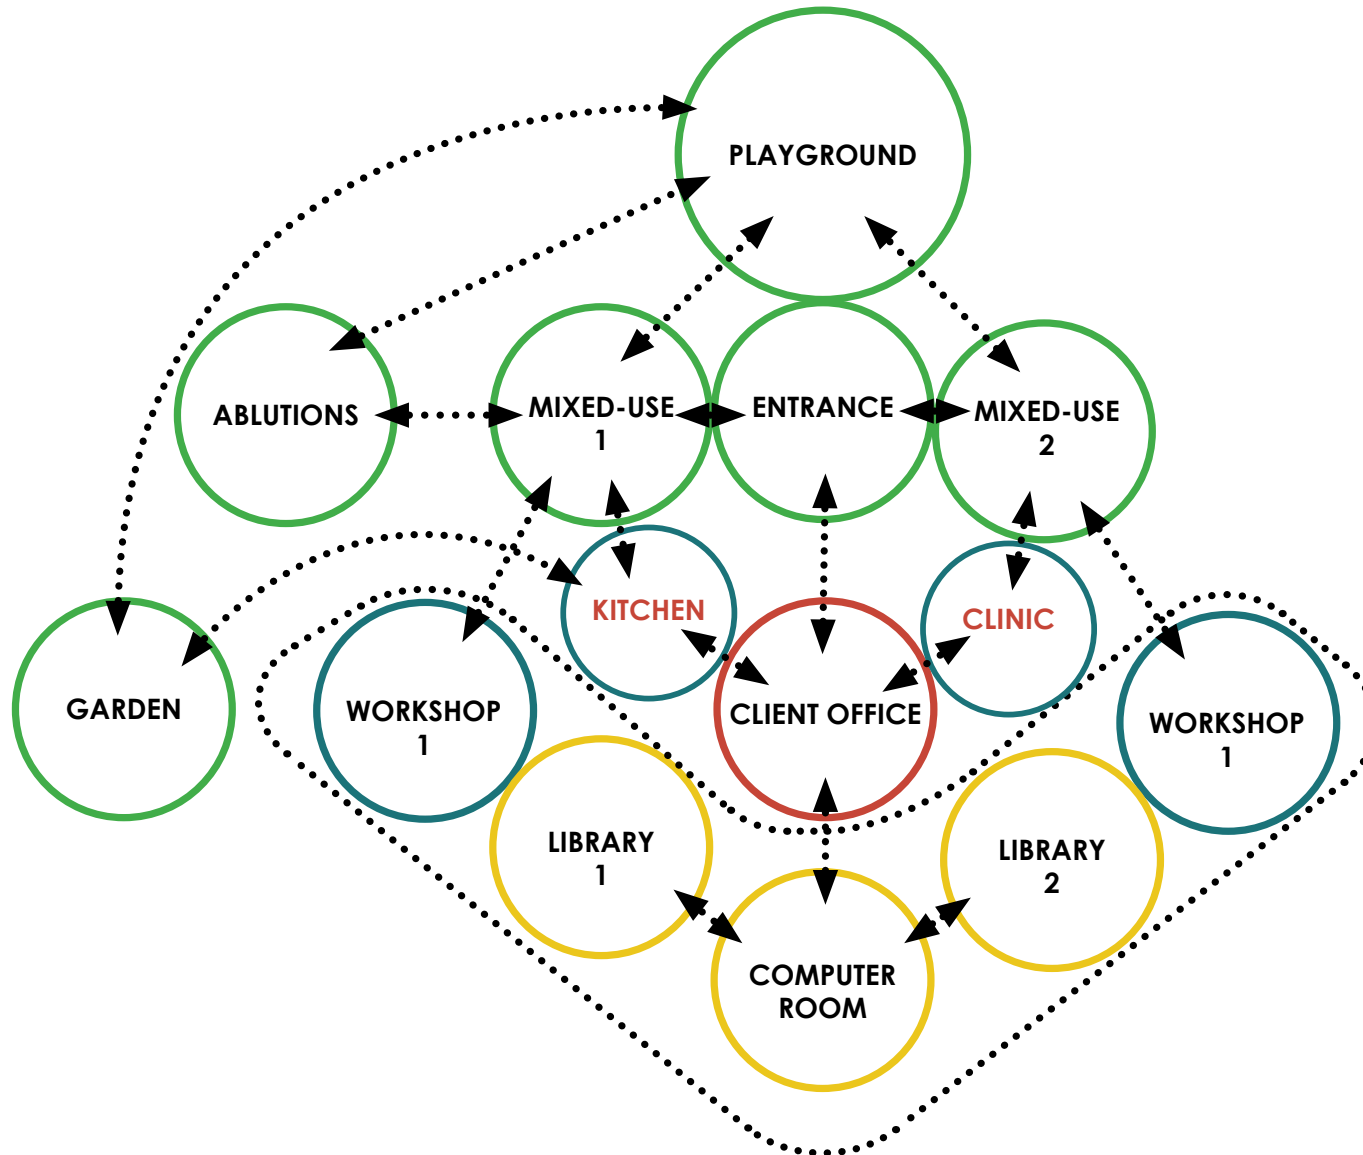 PLAYGROUND
ABLUTIONS
MIXED-USE
1
ENTRANCE
MIXED-USE
2
KITCHEN
CLINIC
GARDEN
WORKSHOP
1
CLIENT OFFICE
WORKSHOP
1
LIBRARY
1
LIBRARY
2
COMPUTER
ROOM